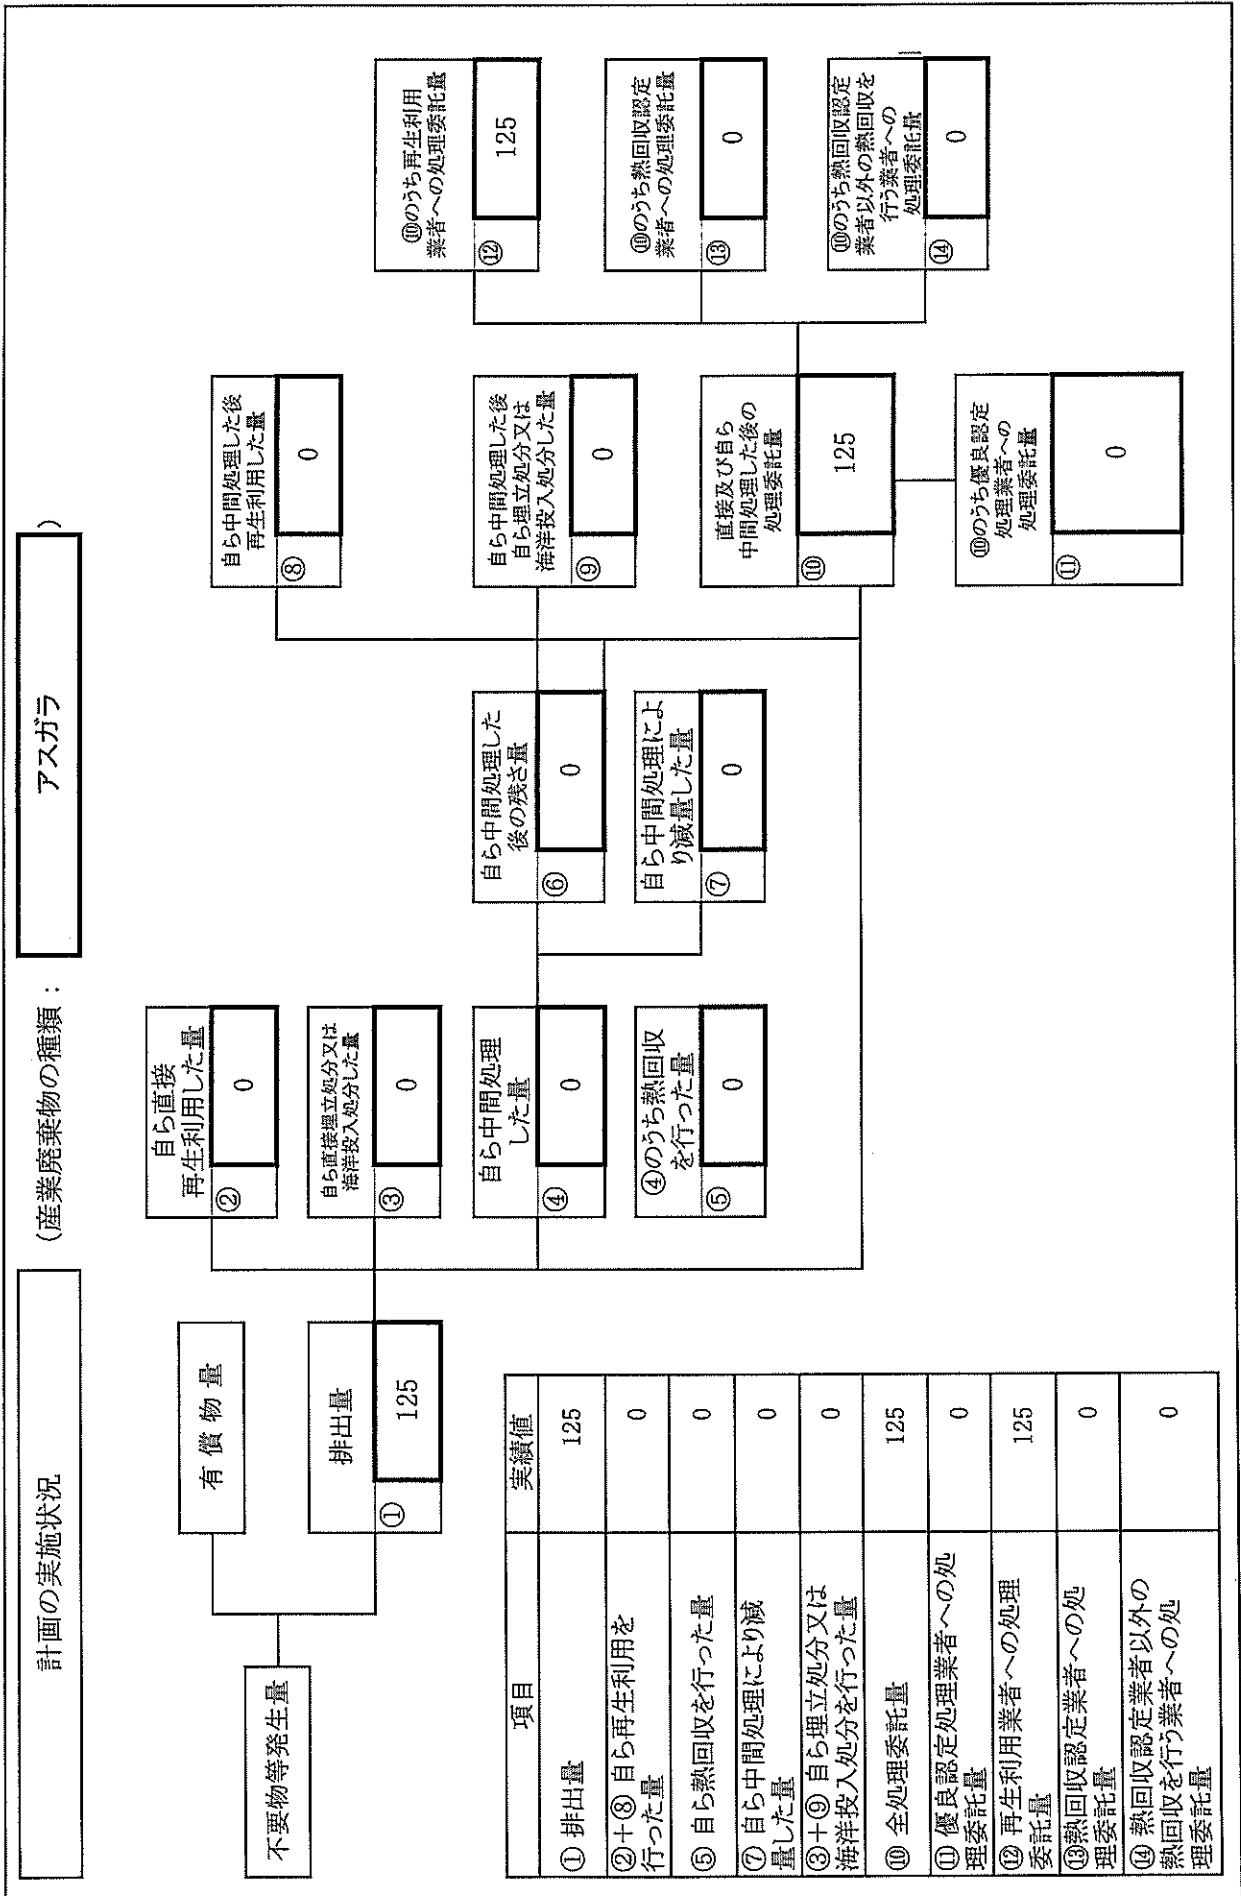 計画の実施状況
(産業廃棄物の種類：
アスガラ
)
不要物等発生量
有 償 物 量
排出量
①
125
自ら直接
再生利用した量
②
0
自ら直接埋立処分又は
海洋投入処分した量
③
0
自ら中間処理
した量
④
0
④のうち熱回収
を行った量
⑤
0
自ら中間処理した
後の残さ量
⑥
0
自ら中間処理によ
り減量した量
⑦
0
自ら中間処理した後
再生利用した量
⑧
0
自ら中間処理した後
自ら埋立処分又は
海洋投入処分した量
⑨
0
直接及び自ら
中間処理した後の
処理委託量
⑩
125
⑩のうち優良認定
処理業者への
処理委託量
⑪
0
⑩のうち再生利用
業者への処理委託量
⑫
125
⑩のうち熱回収認定
業者への処理委託量
⑬
0
⑩のうち熱回収認定
業者以外の熱回収を
行う業者への
処理委託量
⑭
0
項目
実績値
① 排出量
125
②＋⑧ 自ら再生利用を
行った量
0
⑤ 自ら熱回収を行った量
0
⑦ 自ら中間処理により減
量した量
0
③＋⑨ 自ら埋立処分又は
海洋投入処分を行った量
0
⑩ 全処理委託量
125
⑪ 優良認定処理業者への処
理委託量
0
⑫ 再生利用業者への処理
委託量
125
⑬熱回収認定業者への処
理委託量
0
⑭ 熱回収認定業者以外の
熱回収を行う業者への処
理委託量
0